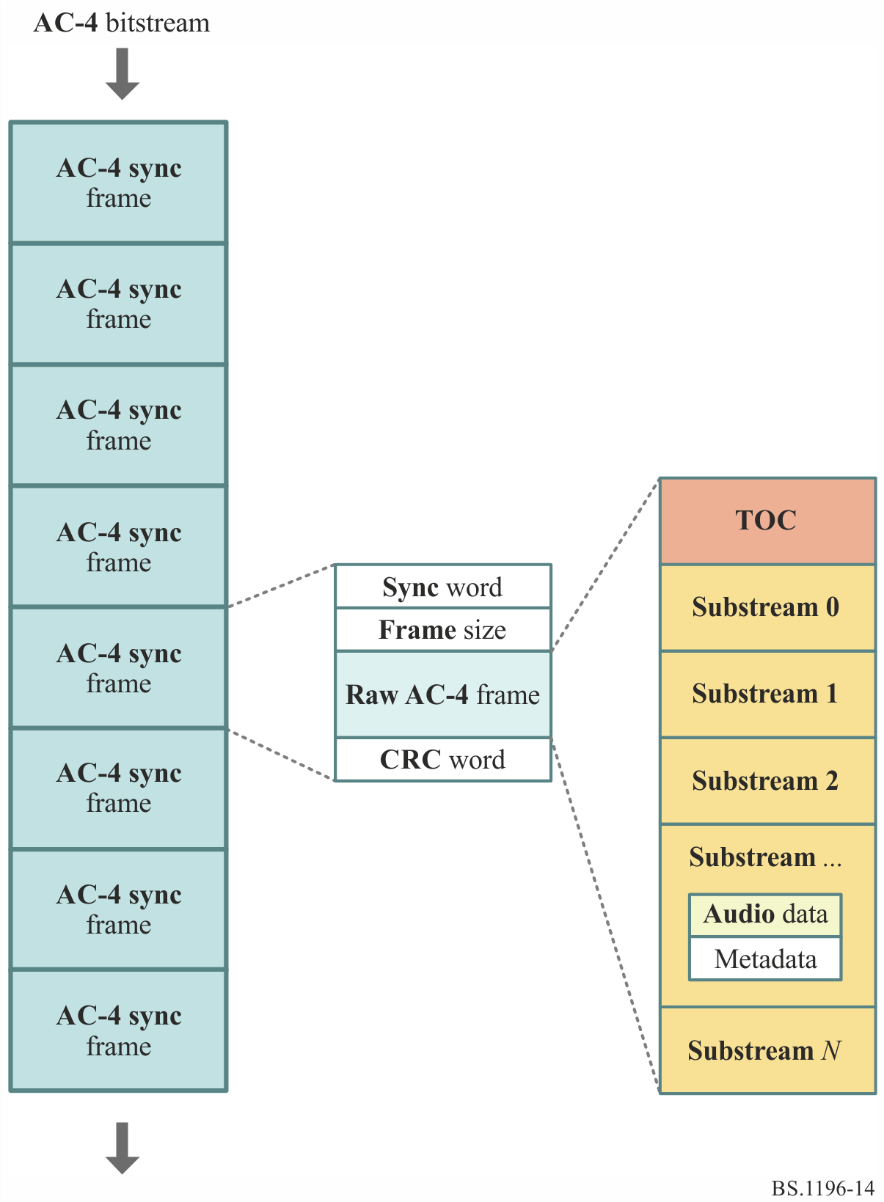 AC-4 bitstream
AC-4 sync
frame
AC-4 sync
frame
AC-4 sync
frame
AC-4 sync
frame
AC-4 sync
frame
AC-4 sync
frame
AC-4 sync
frame
AC-4 sync
frame
Sync word
Frame size
Raw AC-4 frame
CRC word
TOC
Substream 0
Substream 1
Substream 2
Substream ...
Audio data
Metadata
Substream N
BS.1196-14